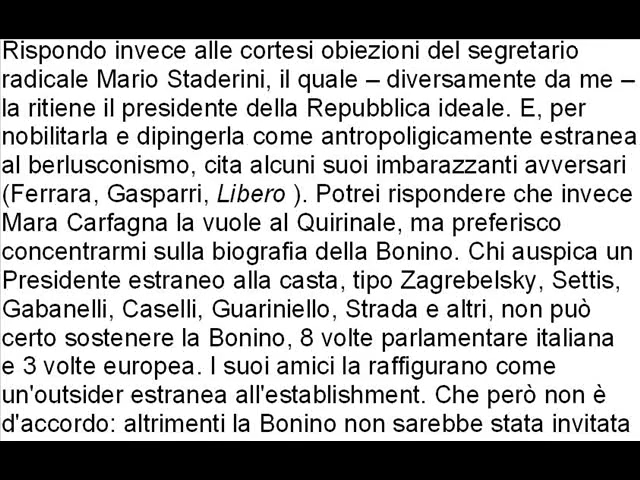 Rispondo invece alle cortesi obiezioni del segretario
radicale Mario Staderini, il quale – diversamente da me –
la ritiene il presidente della Repubblica ideale. E, per
nobilitarla e dipingerla come antropoligicamente estranea
al berlusconismo, cita alcuni suoi imbarazzanti avversari
(Ferrara, Gasparri, Libero ). Potrei rispondere che invece
Mara Carfagna la vuole al Quirinale, ma preferisco
concentrarmi sulla biografia della Bonino. Chi auspica un
Presidente estraneo alla casta, tipo Zagrebelsky, Settis,
Gabanelli, Caselli, Guariniello, Strada e altri, non può
certo sostenere la Bonino, 8 volte parlamentare italiana
e 3 volte europea. I suoi amici la raffigurano come
un'outsider estranea all'establishment. Che però non è
d'accordo: altrimenti la Bonino non sarebbe stata invitata